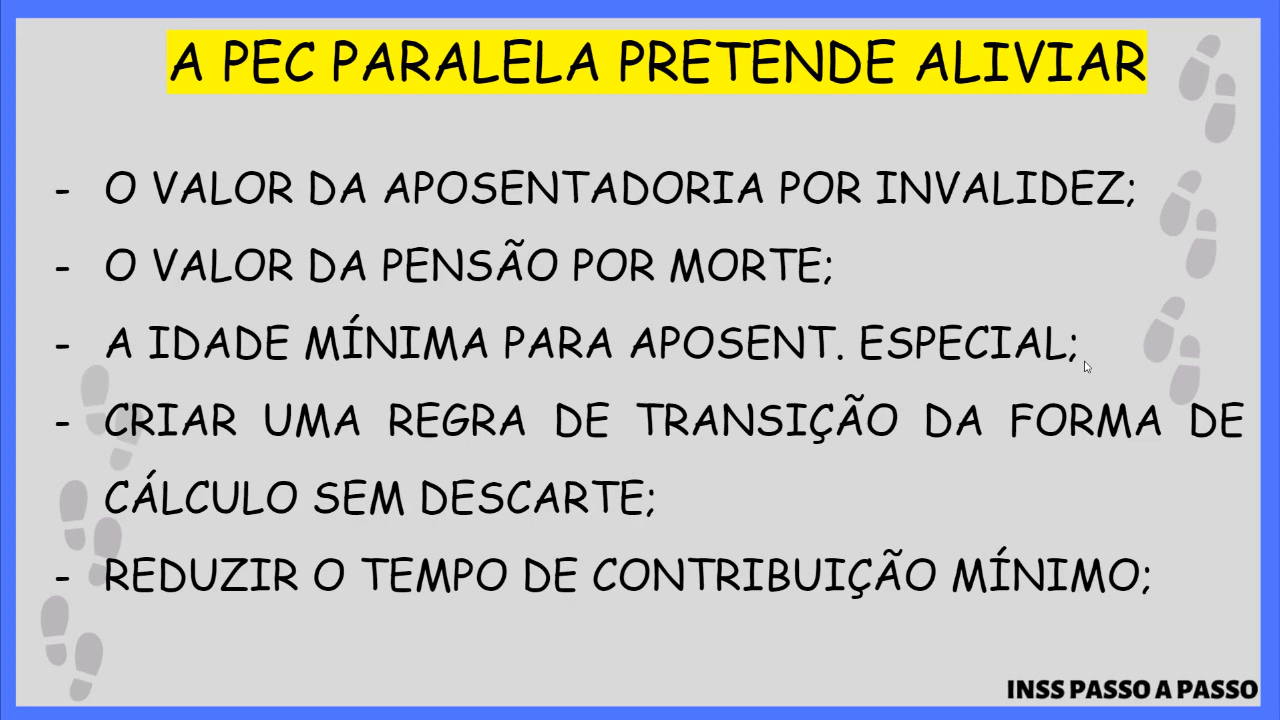 A PEC PARALELA PRETENDE ALIVIAR
- O VALOR DA APOSENTADORIA POR INVALIDEZ;
- O VALOR DA PENSÃO POR MORTE;
- A IDADE MÍNIMA PARA APOSENT. ESPECIAL;
- CRIAR UMA REGRA DE TRANSIÇÃO DA FORMA DE
CÁLCULO SEM DESCARTE;
- REDUZIR O TEMPO DE CONTRIBUIÇÃO MÍNIMO;
INSS PASSO A PASSO